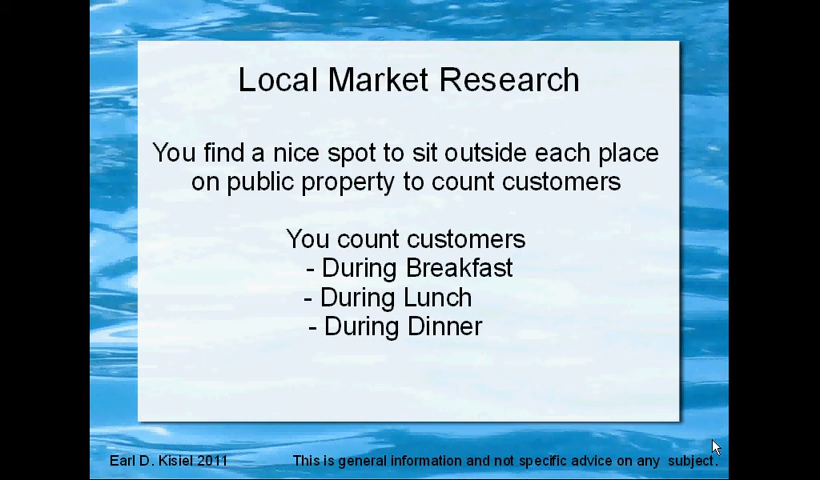 Local Market Research
You find a nice spot to sit outside each place
on public property to count customers
You count customers
- During Breakfast
- During Lunch
- During Dinner
Earl D. Kisiel 2011
This is general information and not specific advice on any subject.